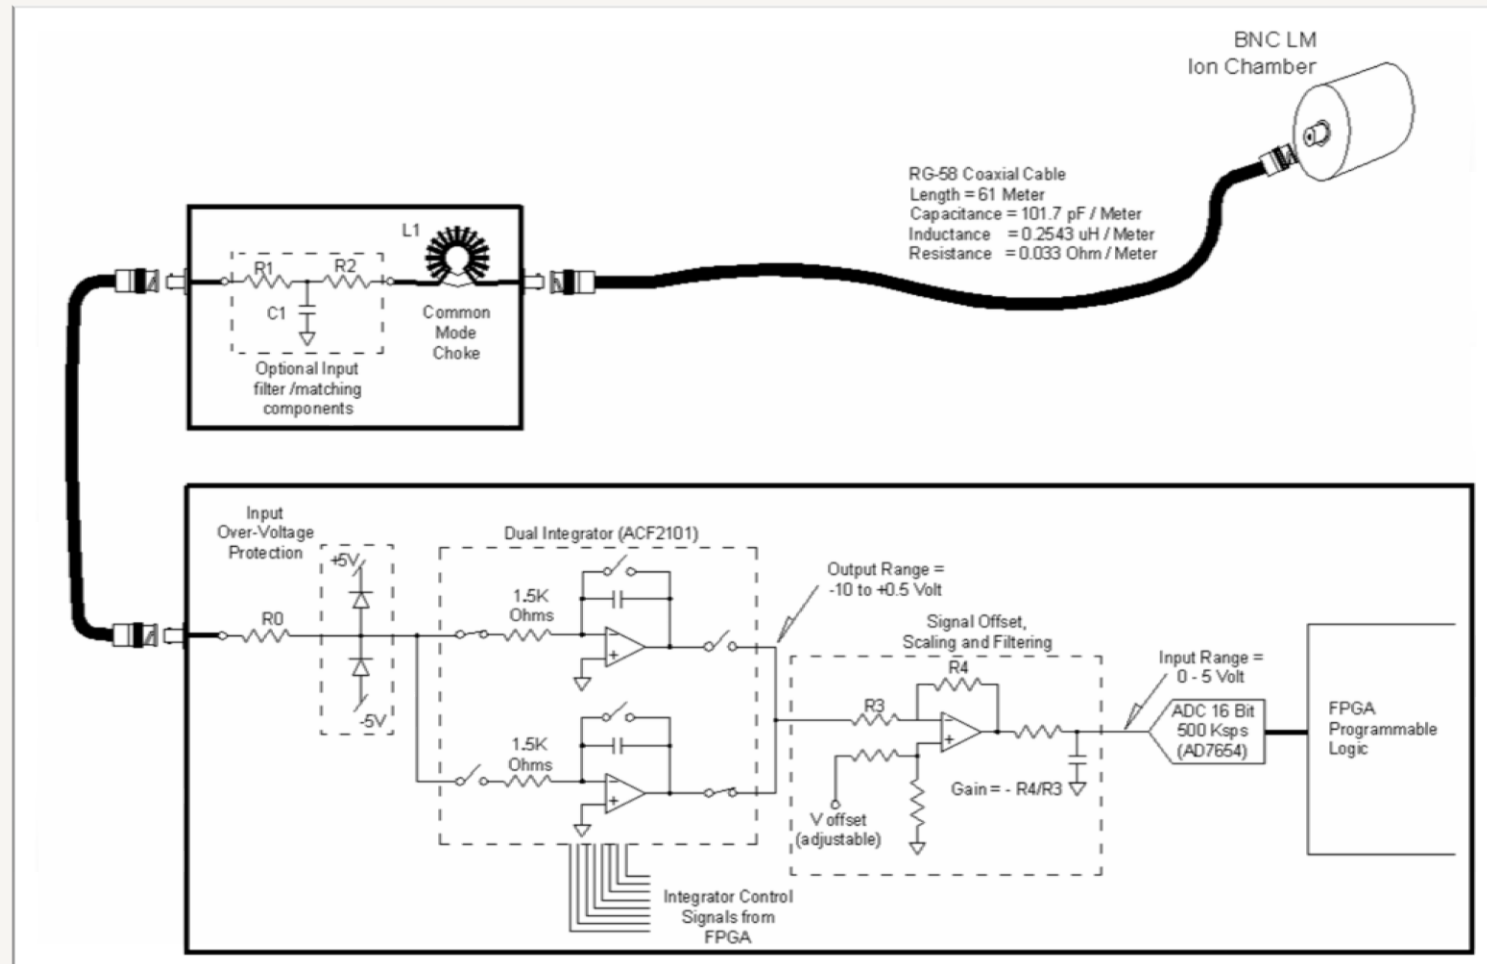 BNC LM
Ion Chamber
RG-58 Coaxial Cable
Length = 61 Meter
Capacitance = 101.7 pF / Meter
Inductance = 0.2543 uH / Meter
Resistance = 0.033 Ohm / Meter
L1
R1
R2
C1
Common
Mode
Choke
Optional Input
filter /matching
components
Input
Over-Voltage
Protection
+5V
R0
-5V
Dual Integrator (ACF2101)
1.5K
Ohms
1.5K
Ohms
Output Range =
-10 to +0.5 Volt
Signal Offset,
Scaling and Filtering
R4
R3
Gain = - R4/R3
V offset
(adjustable)
Input Range =
0 - 5 Volt
ADC 16 Bit
500 Ksps
(AD7654)
FPGA
Programmable
Logic
Integrator Control
Signals from
FPGA